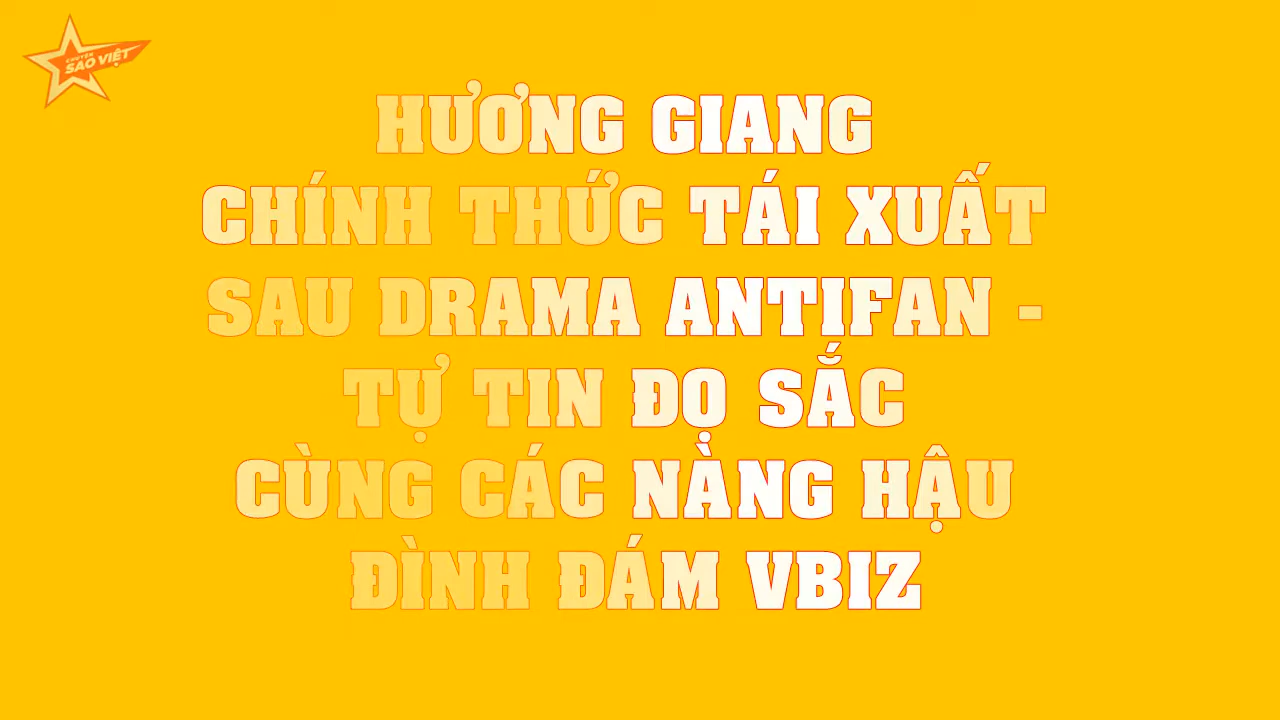 CHUYỆN
SAO VIỆT
HƯƠNG GIANG
CHÍNH THỨC TÁI XUẤT
SAU DRAMA ANTIFAN -
TỰ TIN ĐỌ SẮC
CÙNG CÁC NÀNG HẬU
ĐÌNH ĐÁM VBIZ